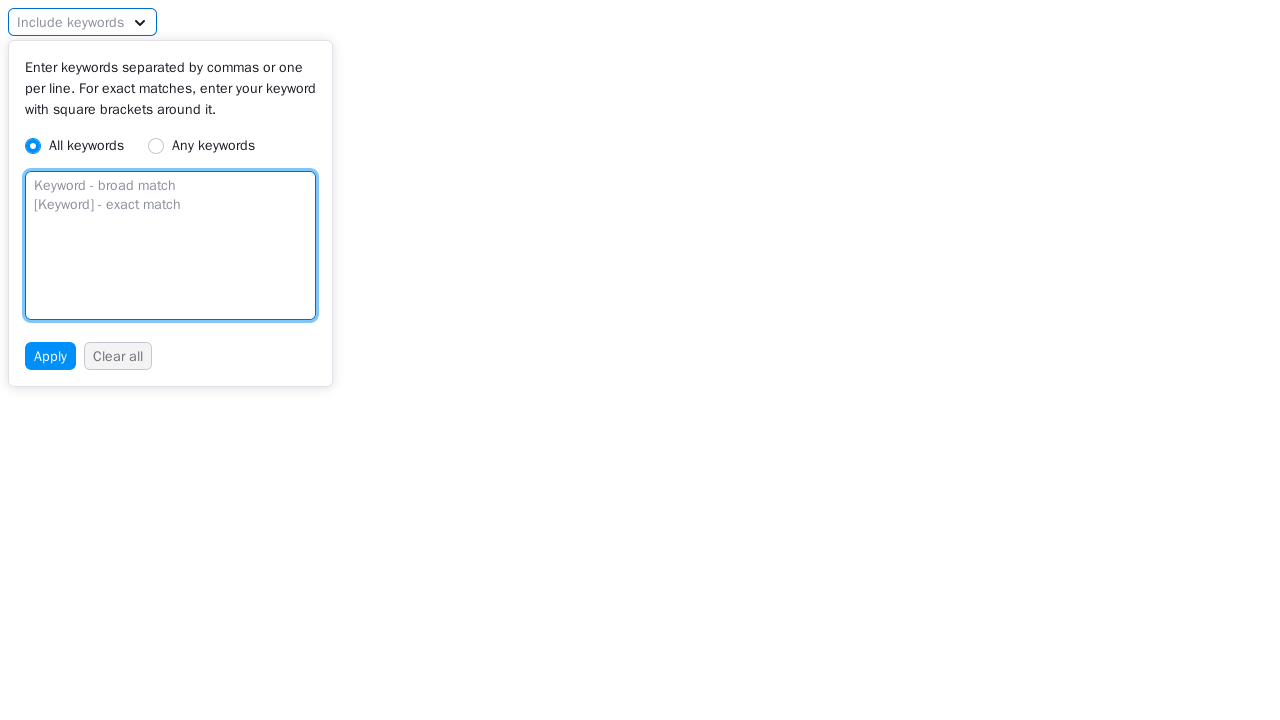 Include keywords
Enter keywords separated by commas or one
per line. For exact matches, enter your keyword
with square brackets around it.
All keywords
Any keywords
Keyword - broad match
[Keyword] - exact match
Apply
Clear all